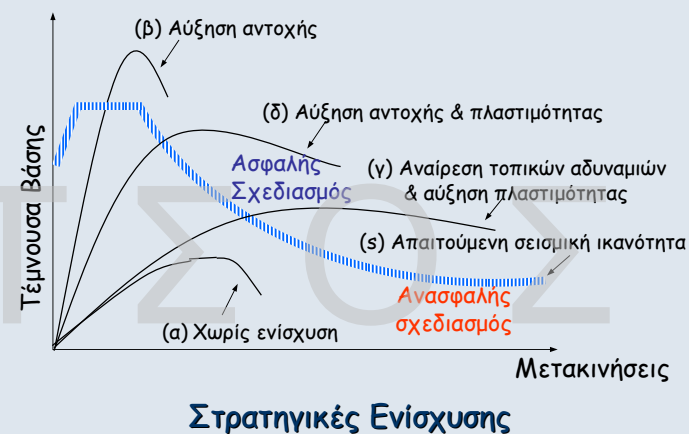 (β) Αύξηση αντοχής
(δ) Αύξηση αντοχής & πλαστιμότητας
Τέμνουσα Βάσης
Ασφαλής
Σχεδιασμός
(γ) Αναίρεση τοπικών αδυναμιών
& αύξηση πλαστιμότητας
(s) Απαιτούμενη σεισμική ικανότητα
Ανασφαλής
σχεδιασμός
(α) Χωρίς ενίσχυση
Μετακινήσεις
Στρατηγικές Ενίσχυσης
ΤΣΟΣ